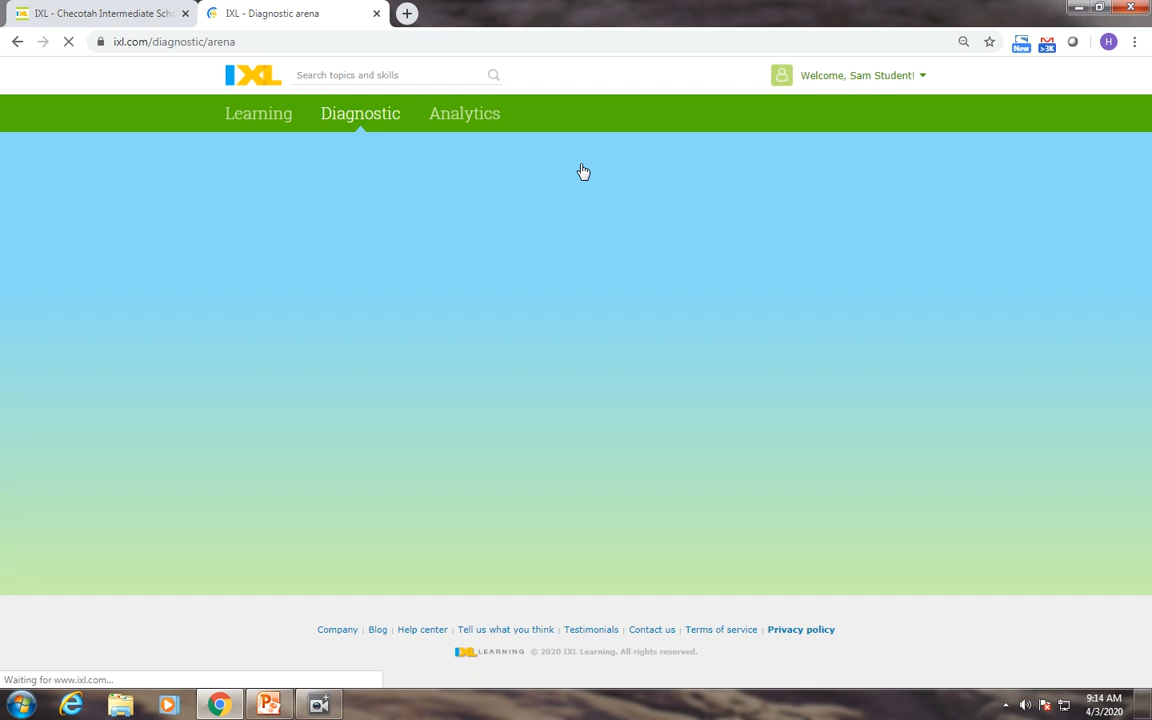 IXL - Checotah Intermediate Sch
IXL - Diagnostic arena
ixl.com/diagnostic/arena
New
>3K
H
IXL
Search topics and skills
Welcome, Sam Student!
Learning
Diagnostic
Analytics
Company | Blog | Help center | Tell us what you think | Testimonials | Contact us | Terms of service | Privacy policy
IXL LEARNING © 2020 IXL Learning. All rights reserved.
Waiting for www.ixl.com...
9:14 AM
4/3/2020